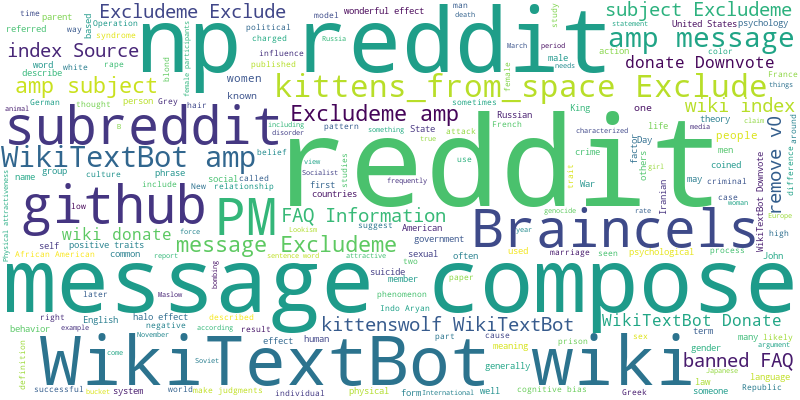 Excludeme Exclude
np reddit
subject Excludeme
amp message
index Source
donate Downvote
amp subject
kittens_from_space Exclude
wiki index
subreddit
Excludeme amp
reddit
remove v0
WikiTextBot amp
github
PM
FAQ Information
Braincels
wiki donate
message Excludeme
message compose
kittenswolf WikiTextBot
WikiTextBot Donate
WikiTextBot wiki
banned FAQ
time
parent
referred
way
based
Operation
syndrome
political
charged
wonderful effect
model
influence
Russia
man
death
study
statement
United States
psychology
action
color
word
white
rape
describe
blond
female participants
published
March
period
male
needs
female
women
known
France
things
German
thought
person
Grey
hair
sometimes
King
one
theory
people
animal
including
disorder
something
pattern
State
Russian
French
attack
characterized
life
Day
factor
others
men
media
claim
true
around
difference
belief
view
studies
use
crime
girl
coined
may
criminal
WikiTextBot Downvote
name
group
culture
phrase
social
called
relationship
Socialist
first
countries
frequently
trait
War
genocide
Iranian
case
woman
Europe
Physical attractiveness
low
include
New
self
positive traits
force
Lookism
suggest
American
government
rate
year
high
African American
common
report
sentence word
attractive
sexual
often
used
marriage
seen
psychological
process
John
bombing
Maslow
two
suicide
member
paper
phenomenon
Indo Aryan
later
right
English
halo effect
described
term
many
likely
behavior
example
November
negative
according
result
part
cause
meaning
prison
sex
gender
argument
definition
come
Soviet
effect
human
generally
law
Japanese
language
someone
Republic
successful
bucket
system
world
make judgments
individual
physical
form
International
well
cognitive bias
Greek